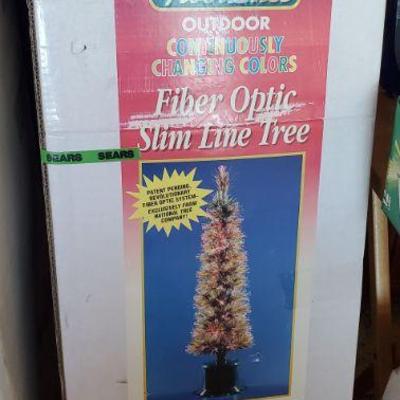 OUTDOOR
CONTINUOUSLY
CHANGING COLORS
Fiber Optic
Slim Line Tree
SEARS SEARS
PATENT PENDING,
REVOLUTIONARY
FIBER OPTIC SYSTEM-
EXCLUSIVELY FROM
NATIONAL TREE
COMPANY!